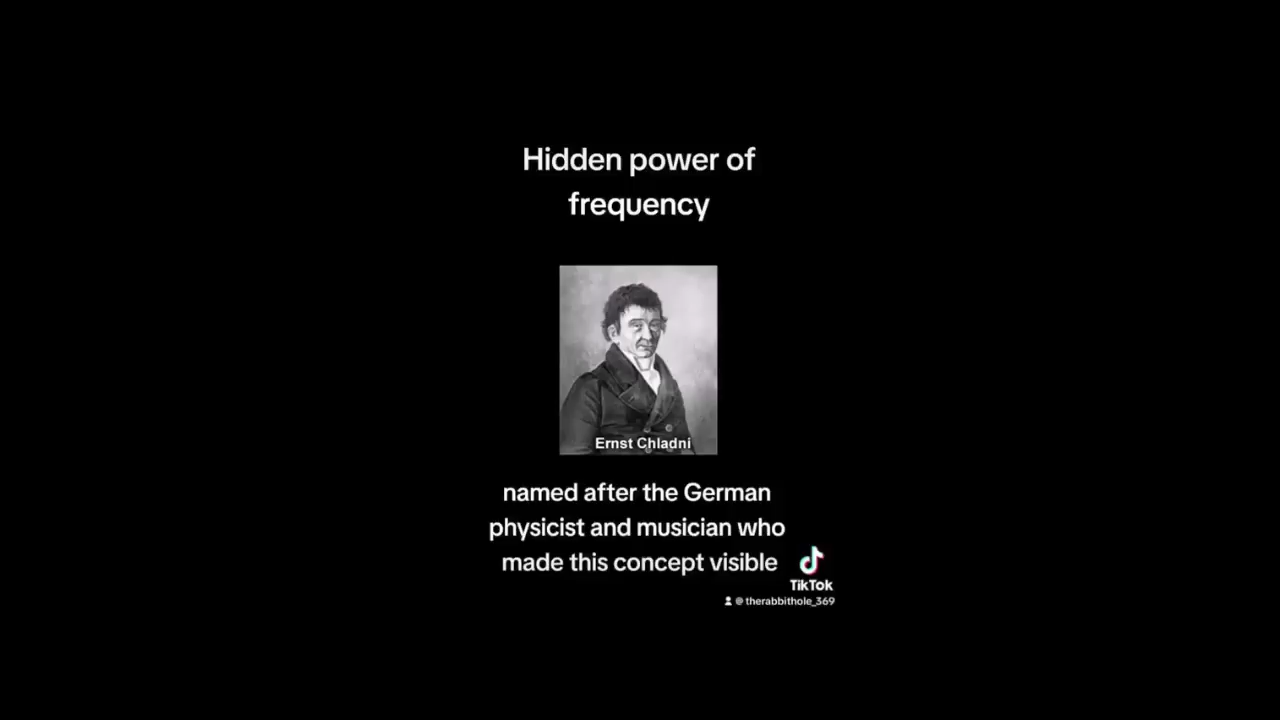 Hidden power of
frequency
Ernst Chladni
named after the German
physicist and musician who
made this concept visible
TikTok
@therabbithole_369